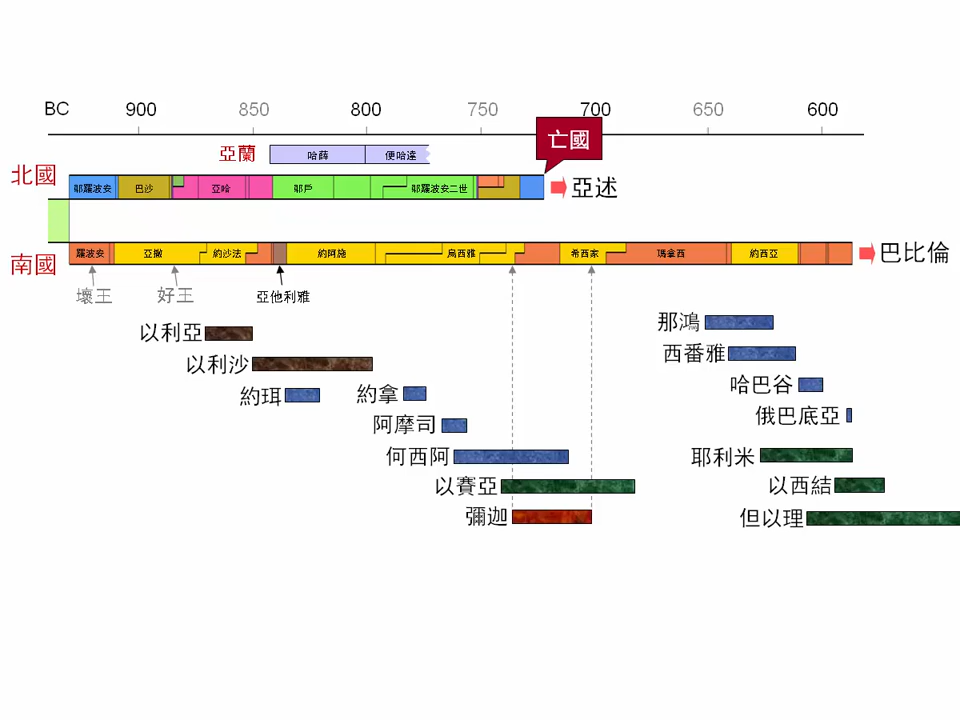 BC 900 850 800 750 700 650 600
亡國
亞蘭 哈薛 便哈達
北國 耶羅波安 巴沙 亞哈 耶戶 耶羅波安二世 亞述
南國 羅波安 亞撒 約沙法 約阿施 烏西雅 希西家 瑪拿西 約西亞 巴比倫
壞王 好王 亞他利雅
以利亞 那鴻
以利沙 西番雅
約珥 約拿 哈巴谷
阿摩司 俄巴底亞
何西阿 耶利米
以賽亞 以西結
彌迦 但以理